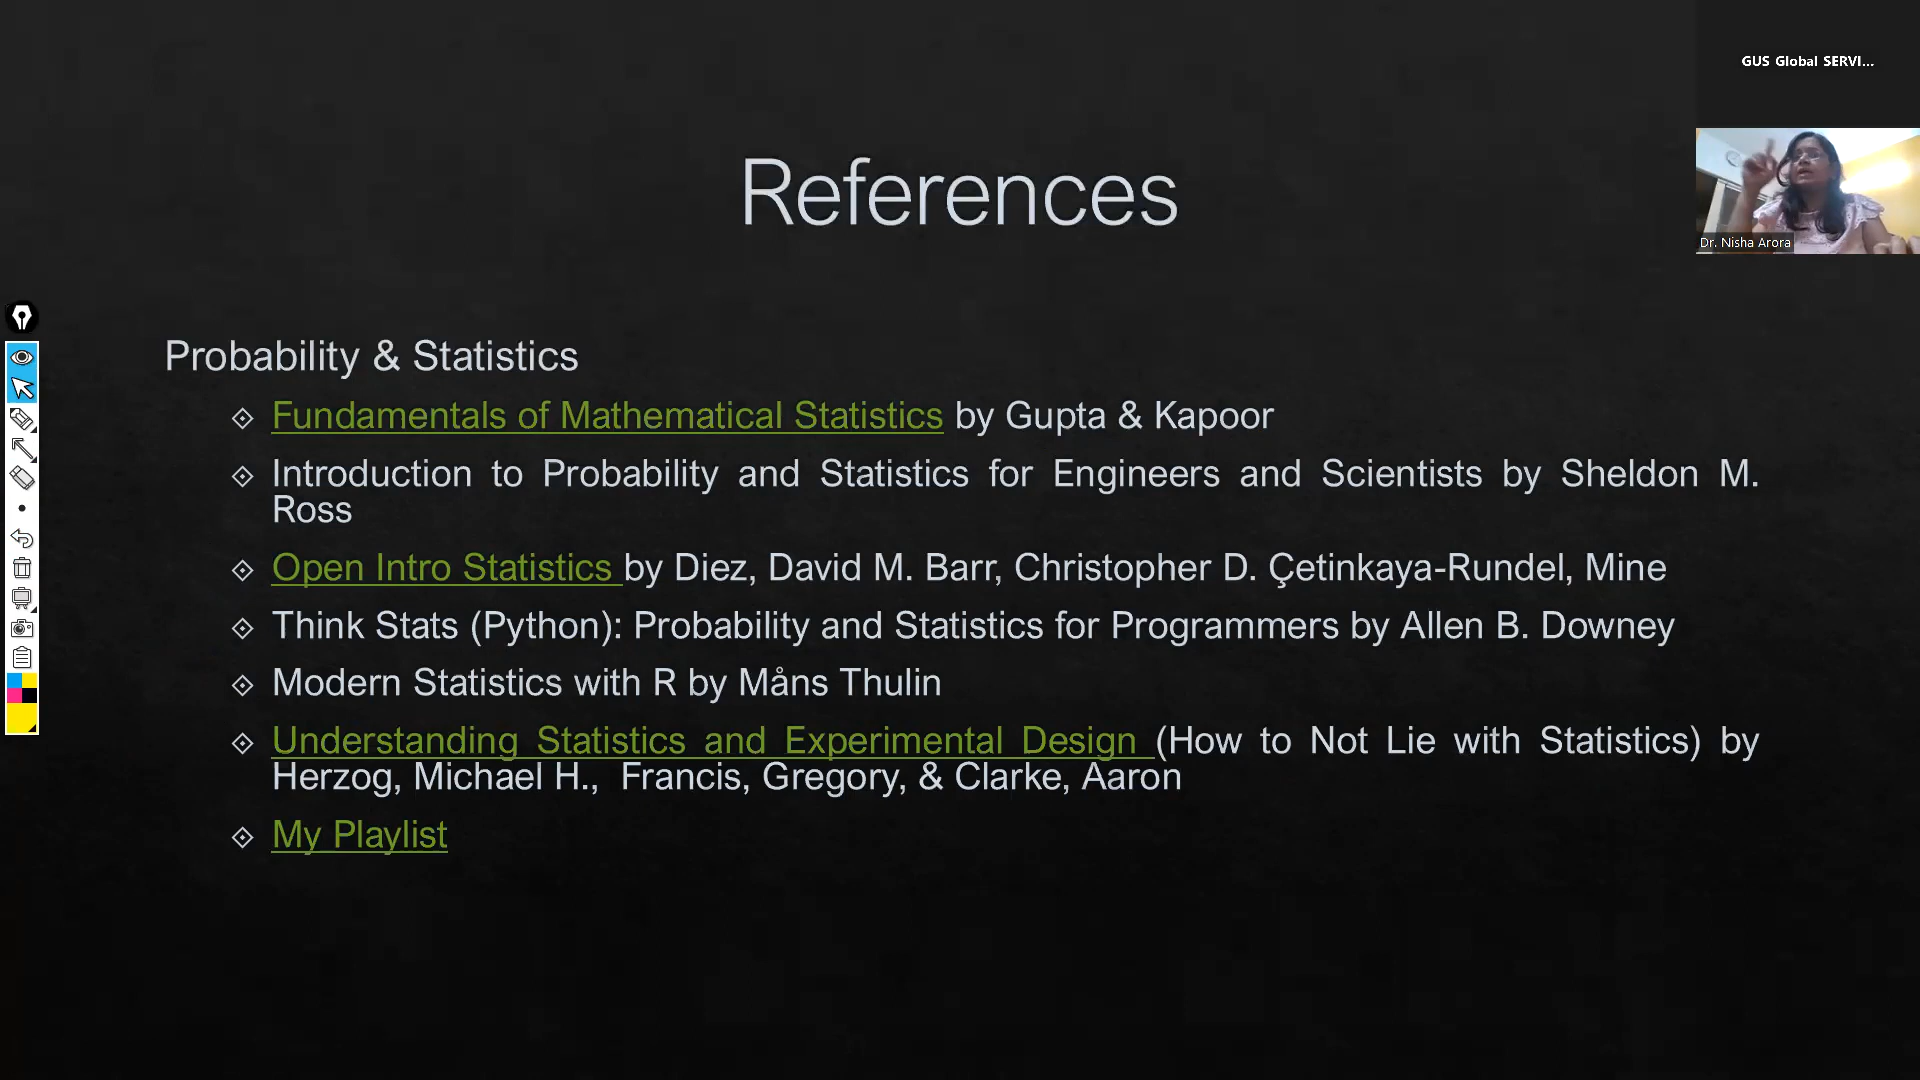 GUS Global SERVI...
References
Dr. Nisha Arora
Probability & Statistics
Fundamentals of Mathematical Statistics by Gupta & Kapoor
Introduction to Probability and Statistics for Engineers and Scientists by Sheldon M.
Ross
Open Intro Statistics by Diez, David M. Barr, Christopher D. Çetinkaya-Rundel, Mine
Think Stats (Python): Probability and Statistics for Programmers by Allen B. Downey
Modern Statistics with R by Måns Thulin
Understanding Statistics and Experimental Design (How to Not Lie with Statistics) by
Herzog, Michael H., Francis, Gregory, & Clarke, Aaron
My Playlist